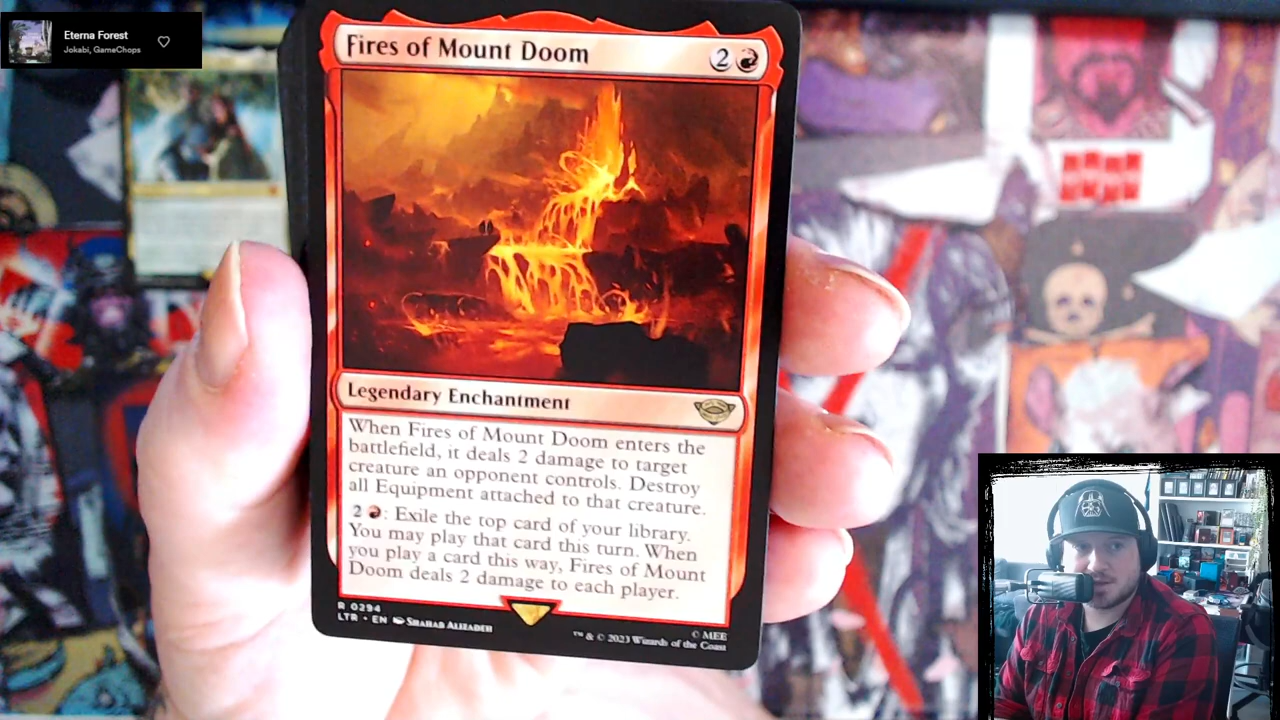 Eterna Forest
Jokabi, GameChops
Fires of Mount Doom
2
Legendary Enchantment
When Fires of Mount Doom enters the
battlefield, it deals 2 damage to target
creature an opponent controls. Destroy
all Equipment attached to that creature.
2 : Exile the top card of your library.
You may play that card this turn. When
you play a card this way, Fires of Mount
Doom deals 2 damage to each player.
R 0294
LTR • EN SHAHAB ALIZADEH
© MEE
™ & © 2023 Wizards of the Coast